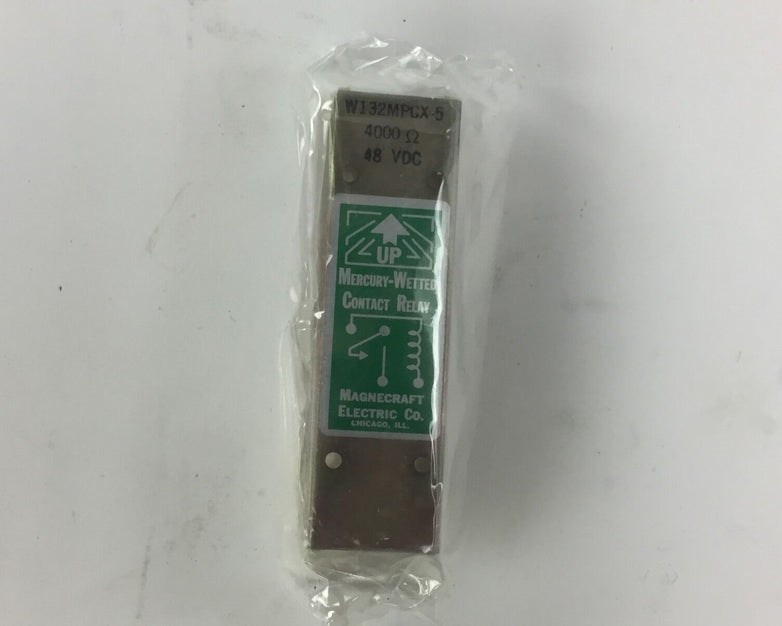 W132MPCX-5
4000 Ω
48 VDC
UP
MERCURY-WETTED
CONTACT RELAY
MAGNECRAFT
ELECTRIC CO.
CHICAGO, ILL.